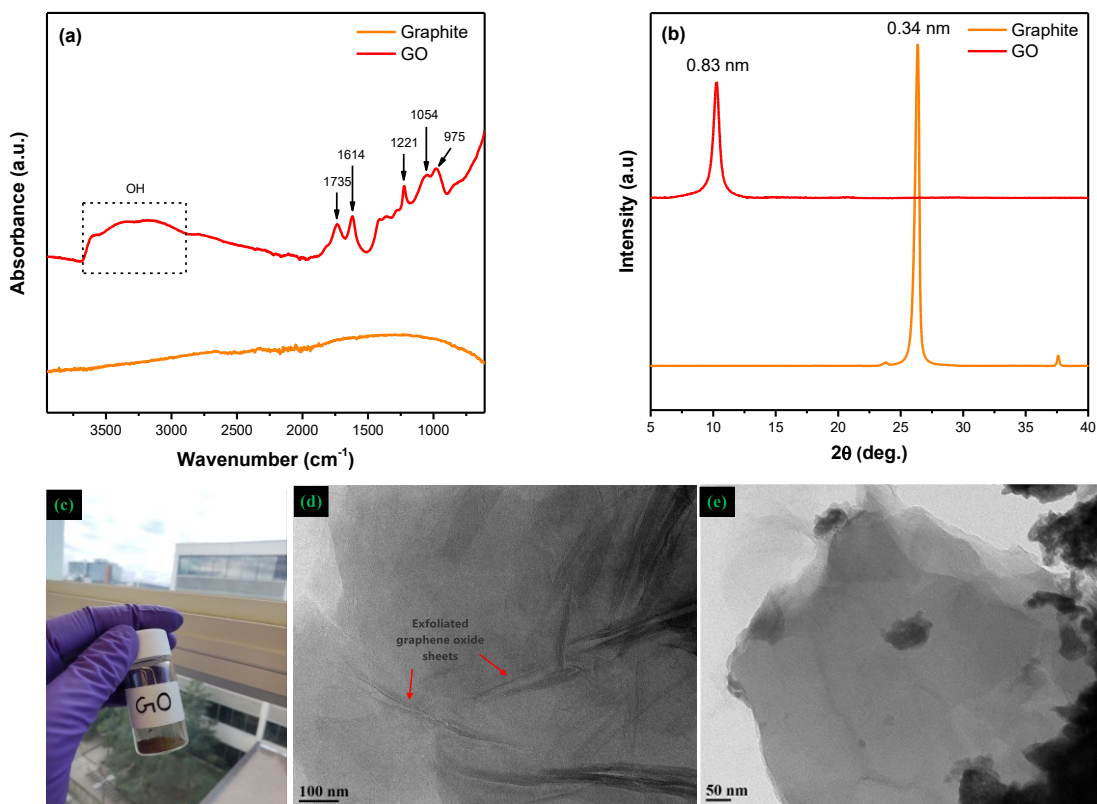 (a)
Graphite
GO
Absorbance (a.u.)
OH
1735
1614
1221
1054
975
3500
3000
2500
2000
1500
1000
Wavenumber (cm⁻¹)
(b)
Graphite
GO
0.34 nm
0.83 nm
Intensity (a.u)
5
10
15
20
25
30
35
40
2θ (deg.)
(c)
GO
(d)
Exfoliated
graphene oxide
sheets
100 nm
(e)
50 nm